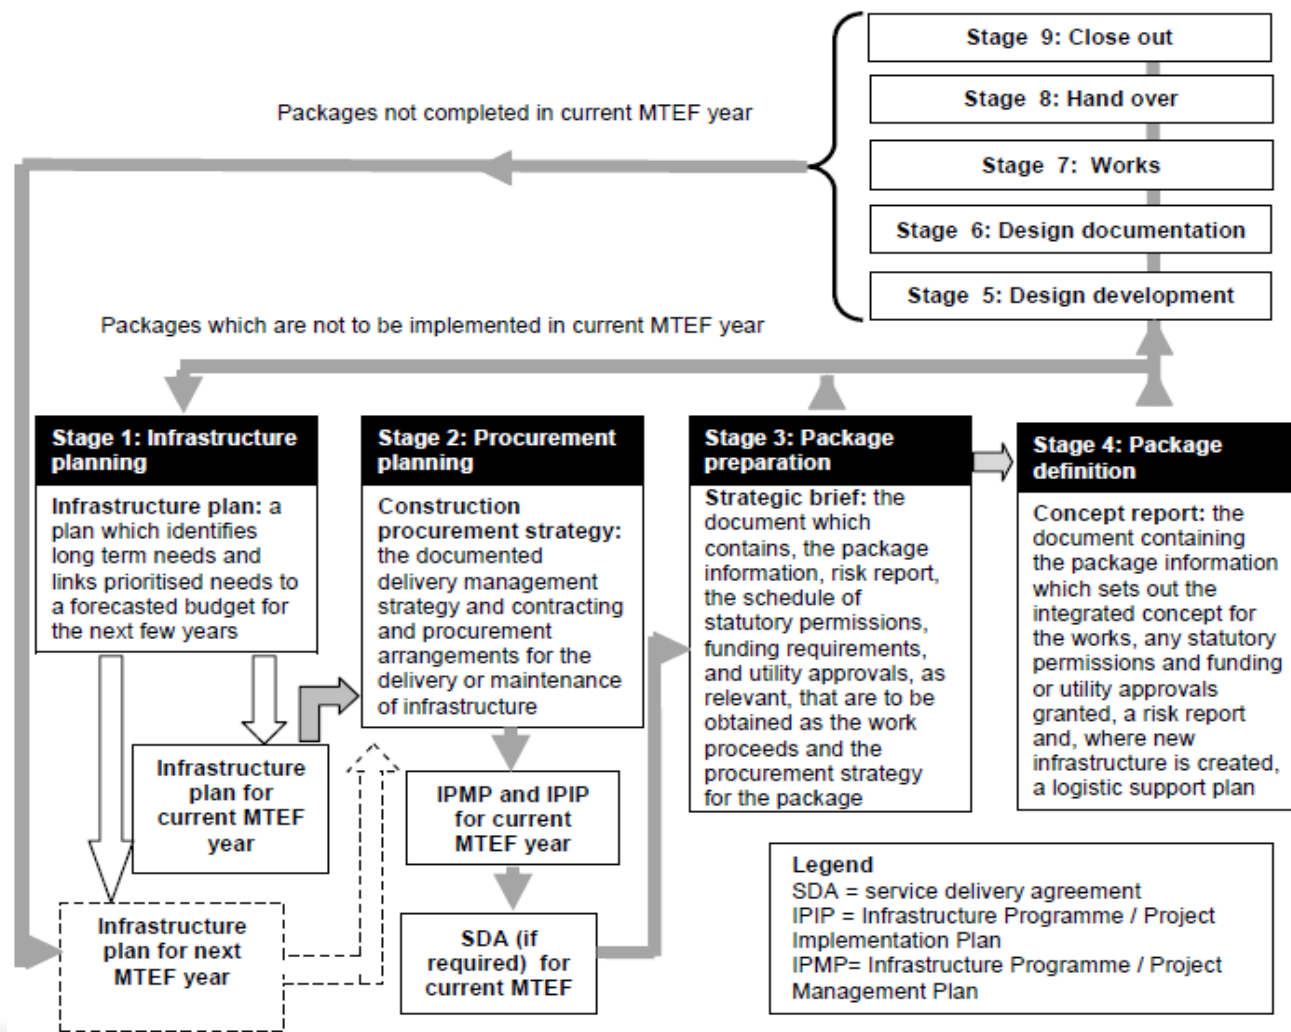 Stage 9: Close out
Stage 8: Hand over
Packages not completed in current MTEF year
Stage 7: Works
Stage 6: Design documentation
Stage 5: Design development
Packages which are not to be implemented in current MTEF year
Stage 1: Infrastructure
planning
Infrastructure plan: a
plan which identifies
long term needs and
links prioritised needs to
a forecasted budget for
the next few years
Stage 2: Procurement
planning
Construction
procurement strategy:
the documented
delivery management
strategy and contracting
and procurement
arrangements for the
delivery or maintenance
of infrastructure
Stage 3: Package
preparation
Strategic brief: the
document which
contains, the package
information, risk report,
the schedule of
statutory permissions,
funding requirements,
and utility approvals, as
relevant, that are to be
obtained as the work
proceeds and the
procurement strategy
for the package
Stage 4: Package
definition
Concept report: the
document containing
the package information
which sets out the
integrated concept for
the works, any statutory
permissions and funding
or utility approvals
granted, a risk report
and, where new
infrastructure is created,
a logistic support plan
Infrastructure
plan for
current MTEF
year
IPMP and IPIP
for current
MTEF year
Infrastructure
plan for next
MTEF year
SDA (if
required) for
current MTEF
Legend
SDA = service delivery agreement
IPIP = Infrastructure Programme / Project
Implementation Plan
IPMP= Infrastructure Programme / Project
Management Plan